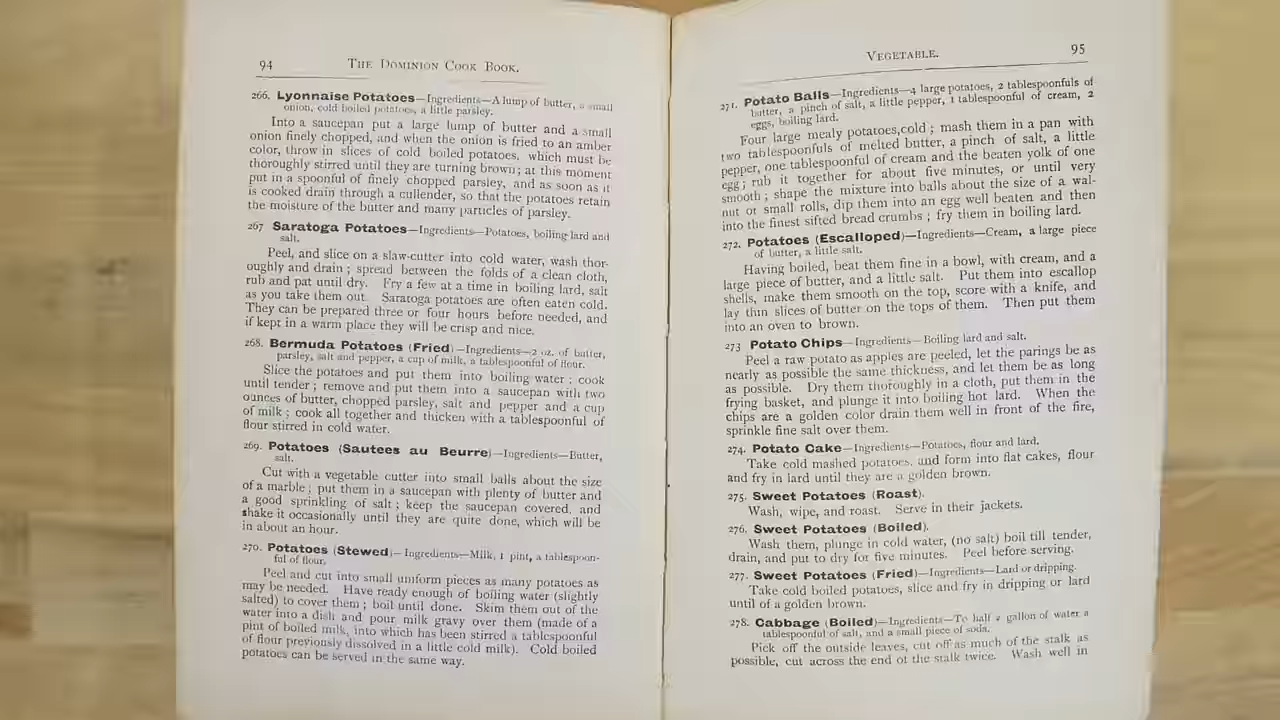 94 THE DOMINION COOK BOOK.
266. Lyonnaise Potatoes—Ingredients—A lump of butter, a small
onion, cold boiled potatoes, a little parsley.
Into a saucepan put a large lump of butter and a small
onion finely chopped, and when the onion is fried to an amber
color, throw in slices of cold boiled potatoes, which must be
thoroughly stirred until they are turning brown; at this moment
put in a spoonful of finely chopped parsley, and as soon as it
is cooked drain through a cullender, so that the potatoes retain
the moisture of the butter and many particles of parsley.
267 Saratoga Potatoes—Ingredients—Potatoes, boiling lard and
salt.
Peel, and slice on a slaw-cutter into cold water, wash thor-
oughly and drain; spread between the folds of a clean cloth,
rub and pat until dry. Fry a few at a time in boiling lard, salt
as you take them out. Saratoga potatoes are often eaten cold.
They can be prepared three or four hours before needed, and
if kept in a warm place they will be crisp and nice.
268. Bermuda Potatoes (Fried)—Ingredients—2 oz. of butter,
parsley, salt and pepper, a cup of milk, a tablespoonful of flour.
Slice the potatoes and put them into boiling water; cook
until tender; remove and put them into a saucepan with two
ounces of butter, chopped parsley, salt and pepper and a cup
of milk; cook all together and thicken with a tablespoonful of
flour stirred in cold water.
269. Potatoes (Sautees au Beurre)—Ingredients—Butter,
salt.
Cut with a vegetable cutter into small balls about the size
of a marble; put them in a saucepan with plenty of butter and
a good sprinkling of salt; keep the saucepan covered, and
shake it occasionally until they are quite done, which will be
in about an hour.
270. Potatoes (Stewed)—Ingredients—Milk, 1 pint, a tablespoon-
ful of flour,
Peel and cut into small uniform pieces as many potatoes as
may be needed. Have ready enough of boiling water (slightly
salted) to cover them; boil until done. Skim them out of the
water into a dish and pour milk gravy over them (made of a
pint of boiled milk, into which has been stirred a tablespoonful
of flour previously dissolved in a little cold milk). Cold boiled
potatoes can be served in the same way.
VEGETABLE. 95
271. Potato Balls—Ingredients—4 large potatoes, 2 tablespoonfuls of
butter, a pinch of salt, a little pepper, 1 tablespoonful of cream, 2
eggs, boiling lard.
Four large mealy potatoes,cold; mash them in a pan with
two tablespoonfuls of melted butter, a pinch of salt, a little
pepper, one tablespoonful of cream and the beaten yolk of one
egg; rub it together for about five minutes, or until very
smooth; shape the mixture into balls about the size of a wal-
nut ot small rolls, dip them into an egg well beaten and then
into the finest sifted bread crumbs; fry them in boiling lard.
272. Potatoes (Escalloped)—Ingredients—Cream, a large piece
of butter, a little salt.
Having boiled, beat them fine in a bowl, with cream, and a
large piece of butter, and a little salt. Put them into escallop
shells, make them smooth on the top, score with a knife, and
lay thin slices of butter on the tops of them. Then put them
into an oven to brown.
273 Potato Chips—Ingredients—Boiling lard and salt.
Peel a raw potato as apples are peeled, let the parings be as
nearly as possible the same thickness, and let them be as long
as possible. Dry them thoroughly in a cloth, put them in the
frying basket, and plunge it into boiling hot lard. When the
chips are a golden color drain them well in front of the fire,
sprinkle fine salt over them.
274. Potato Cake—Ingredients—Potatoes, flour and lard.
Take cold mashed potatoes, and form into flat cakes, flour
and fry in lard until they are a golden brown.
275. Sweet Potatoes (Roast).
Wash, wipe, and roast. Serve in their jackets.
276. Sweet Potatoes (Boiled).
Wash them, plunge in cold water, (no salt) boil till tender,
drain, and put to dry for five minutes. Peel before serving.
277. Sweet Potatoes (Fried)—Ingredients—Lard or dripping.
Take cold boiled potatoes, slice and fry in dripping or lard
until of a golden brown.
278. Cabbage (Boiled)—Ingredients—To half a gallon of water a
tablespoonful of salt, and a small piece of soda.
Pick off the outside leaves, cut off as much of the stalk as
possible, cut across the end ot the stalk twice. Wash well in